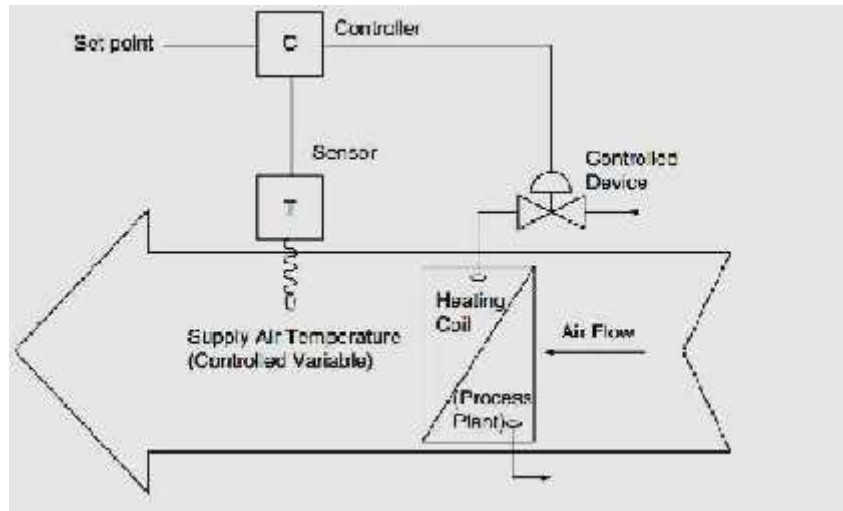 Set point
C
Controller
Sensor
T
Controlled
Device
Heating
Coil
Air Flow
Supply Air Temperature
(Controlled Variable)
(Process
Plant)